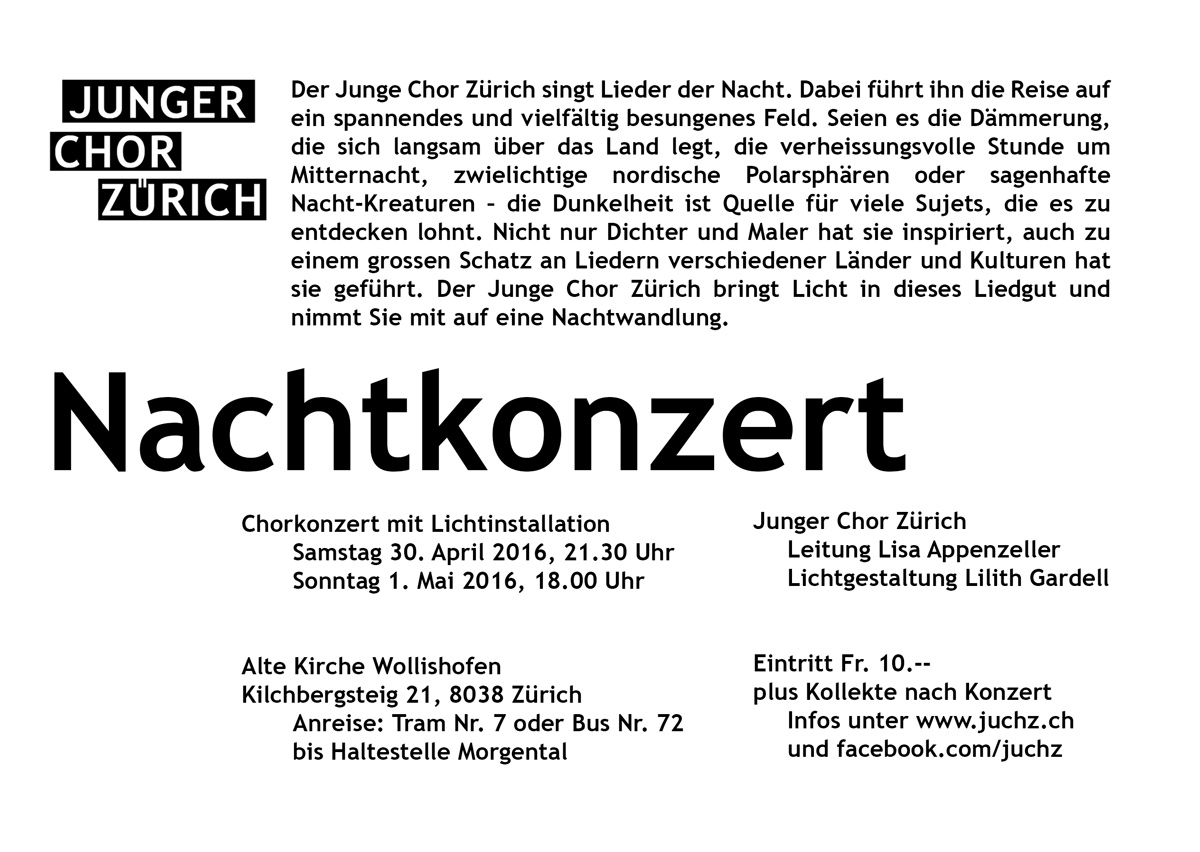 JUNGER
CHOR
ZÜRICH
Der Junge Chor Zürich singt Lieder der Nacht. Dabei führt ihn die Reise auf
ein spannendes und vielfältig besungenes Feld. Seien es die Dämmerung,
die sich langsam über das Land legt, die verheissungsvolle Stunde um
Mitternacht, zwielichtige nordische Polarsphären oder sagenhafte
Nacht-Kreaturen – die Dunkelheit ist Quelle für viele Sujets, die es zu
entdecken lohnt. Nicht nur Dichter und Maler hat sie inspiriert, auch zu
einem grossen Schatz an Liedern verschiedener Länder und Kulturen hat
sie geführt. Der Junge Chor Zürich bringt Licht in dieses Liedgut und
nimmt Sie mit auf eine Nachtwandlung.
Nachtkonzert
Chorkonzert mit Lichtinstallation
Samstag 30. April 2016, 21.30 Uhr
Sonntag 1. Mai 2016, 18.00 Uhr
Junger Chor Zürich
Leitung Lisa Appenzeller
Lichtgestaltung Lilith Gardell
Alte Kirche Wollishofen
Kilchbergsteig 21, 8038 Zürich
Anreise: Tram Nr. 7 oder Bus Nr. 72
bis Haltestelle Morgental
Eintritt Fr. 10.--
plus Kollekte nach Konzert
Infos unter www.juchz.ch
und facebook.com/juchz